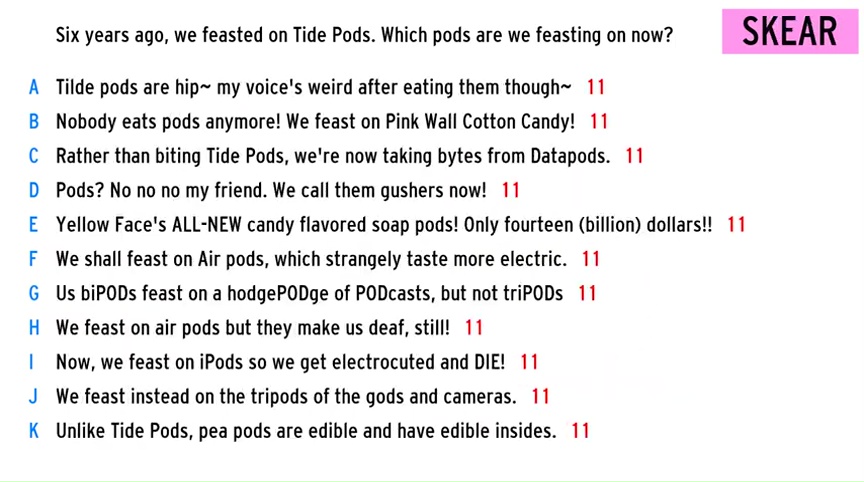 Six years ago, we feasted on Tide Pods. Which pods are we feasting on now?
SKEAR
A Tilde pods are hip~ my voice's weird after eating them though~ 11
B Nobody eats pods anymore! We feast on Pink Wall Cotton Candy! 11
C Rather than biting Tide Pods, we're now taking bytes from Datapods. 11
D Pods? No no no my friend. We call them gushers now! 11
E Yellow Face's ALL-NEW candy flavored soap pods! Only fourteen (billion) dollars!! 11
F We shall feast on Air pods, which strangely taste more electric. 11
G Us biPODs feast on a hodgePODge of PODcasts, but not triPODs 11
H We feast on air pods but they make us deaf, still! 11
I Now, we feast on iPods so we get electrocuted and DIE! 11
J We feast instead on the tripods of the gods and cameras. 11
K Unlike Tide Pods, pea pods are edible and have edible insides. 11